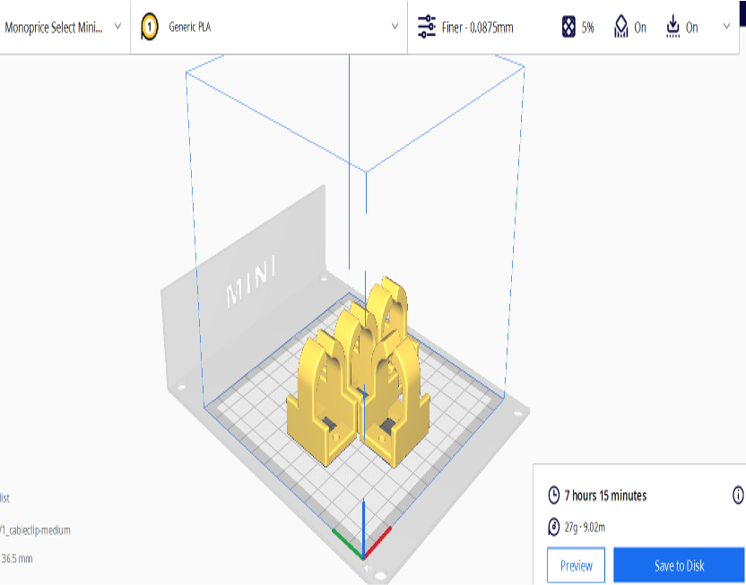 Monoprice Select Mini...
1 Generic PLA
Finer - 0.0875mm
5% On On
MINI
list
1_cableclip-medium
36.5 mm
7 hours 15 minutes
27g · 9.02m
Preview Save to Disk